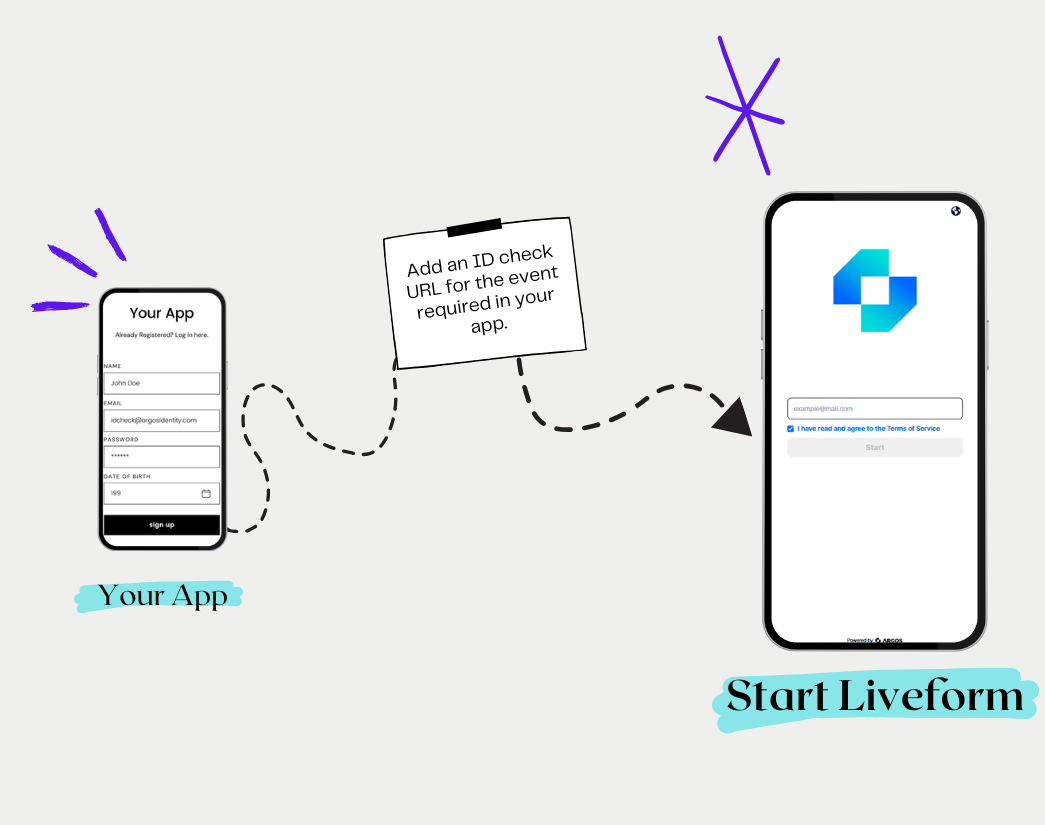 Your App
Already Registered? Log in here.
NAME
John Doe
EMAIL
idcheck@argosidentity.com
PASSWORD
******
DATE OF BIRTH
199
sign up
Your App
Add an ID check
URL for the event
required in your
app.
example@mail.com
I have read and agree to the Terms of Service
Start
Powered by ARGOS
Start Liveform